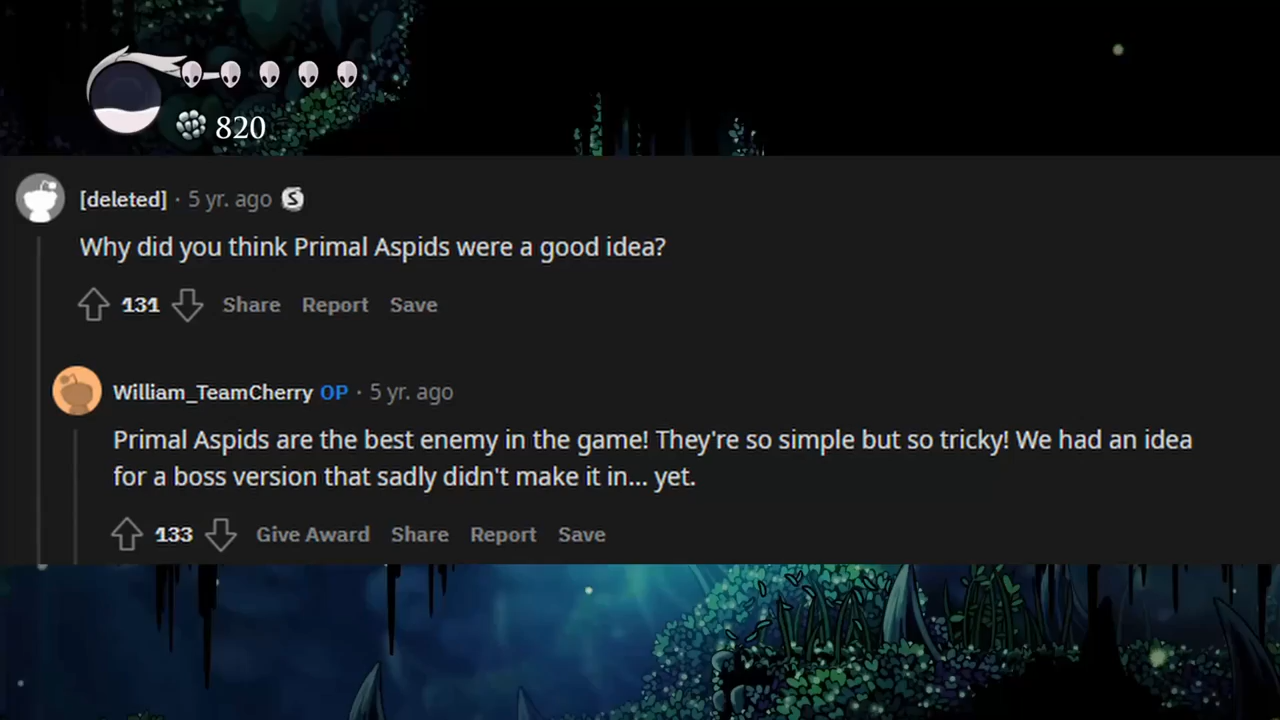 820
[deleted] · 5 yr. ago S
Why did you think Primal Aspids were a good idea?
131 Share Report Save
William_TeamCherry OP · 5 yr. ago
Primal Aspids are the best enemy in the game! They're so simple but so tricky! We had an idea
for a boss version that sadly didn't make it in... yet.
133 Give Award Share Report Save